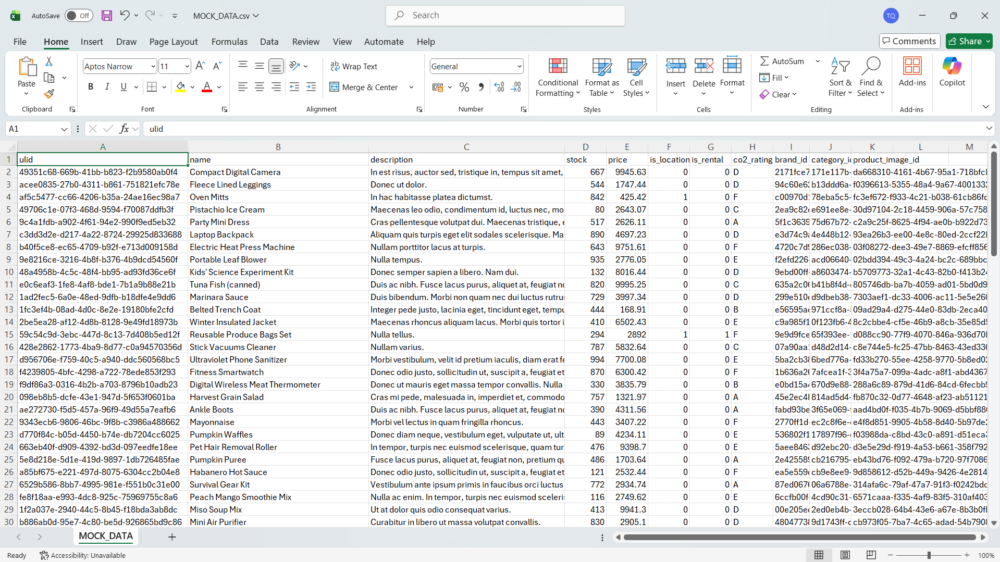 AutoSave Off MOCK_DATA.csv Search TQ
File Home Insert Draw Page Layout Formulas Data Review View Automate Help Comments Share
Paste
Clipboard
Aptos Narrow 11
B I U
Font
Wrap Text
Merge & Center
Alignment
General
Number
Conditional Formatting
Format as Table
Cell Styles
Styles
Insert
Delete
Format
Cells
AutoSum
Fill
Clear
Sort & Filter
Find & Select
Editing
Add-ins
Add-ins
Copilot
A1 fx ulid
A B C D E F G H I J K L M
1 ulid name description stock price is_location is_rental co2_rating brand_id category_i product_image_id
2 49351c68-669b-41bb-b823-f2b9580ab0f4 Compact Digital Camera In est risus, auctor sed, tristique in, tempus sit amet, 667 9945.63 0 0 D 2171fce7 171e117b- da668310-4161-4b67-95a1-718bfc
3 acee0835-27b0-4311-b861-751821efc78e Fleece Lined Leggings Donec ut dolor. 544 1747.44 0 0 D 94c60e62 b13ddd6a- f0396613-5355-48a4-9a67-4001332
4 af5c5477-cc66-4206-b35a-24ae16ec98a7 Oven Mitts In hac habitasse platea dictumst. 842 425.42 1 0 F c00970d 78eba5c5- fc3ef672-f933-4c21-b038-61cb86fc
5 49706c1e-07f3-468d-9594-f70087ddfb3f Pistachio Ice Cream Maecenas leo odio, condimentum id, luctus nec, mo 80 2643.07 0 0 C 2ea9c82 e691ee8e- 30d97104-2c18-4459-906a-57c758
6 9c4a1fdb-a902-4f61-94e2-990f9ed5eb32 Party Mini Dress Cras pellentesque volutpat dui. Maecenas tristique, e 517 2626.11 0 0 A 5f1c3639 75d67b72- c2a9c25f-8625-4f94-ae0b-b922d73
7 c3dd3d2e-d217-4a22-8724-29925d833688 Laptop Backpack Aliquam quis turpis eget elit sodales scelerisque. Ma 890 4697.23 0 0 D e3d74c9 4e448b12- 93ea26b3-ee00-4e8c-80ed-2ccf22
8 b40f5ce8-ec65-4709-b92f-e713d009158d Electric Heat Press Machine Nullam porttitor lacus at turpis. 643 9751.61 0 0 F 4720c7d 286ec038- 03f08272-dee3-49e7-8869-efcff856
9 9e8216ce-3216-4b8f-b376-4b9dcd54560f Portable Leaf Blower Nulla tempus. 935 2776.05 0 0 E f2efd226- acd06640- 02bdd394-49c3-4a24-bc2c-689bbc
10 48a4958b-4c5c-48f4-bb95-ad93fd36ce6f Kids' Science Experiment Kit Donec semper sapien a libero. Nam dui. 132 8016.44 0 0 D 9ebd00ff- a8603474- b5709773-32a1-4c43-82b0-f413b24
11 e0c6eaf3-1fe8-4af8-bde1-7b1a9b88e21b Tuna Fish (canned) Duis ac nibh. Fusce lacus purus, aliquet at, feugiat no 820 9995.25 0 0 C 635a2c0 b41b8f4d- 805746db-ba7b-4059-ad01-5bd0d9
12 1ad2fec5-6a0e-48ed-9dfb-b18dfe4e9dd6 Marinara Sauce Duis bibendum. Morbi non quam nec dui luctus rutru 729 3997.34 0 0 D 299e510 d9dbeb38- 7303aef1-dc33-4006-ac11-5e5e260
13 1fc3ef4b-08ad-4d0c-8e2e-19180bfe2cfd Belted Trench Coat Integer pede justo, lacinia eget, tincidunt eget, tempu 444 168.91 0 0 B e56595a 971ccf8a- 09ad29a4-d275-44e0-83db-2eca40
14 2be5ea28-af12-4d8b-8128-9e49fd18973b Winter Insulated Jacket Maecenas rhoncus aliquam lacus. Morbi quis tortor i 410 6502.43 0 0 E c9a985f1 0f123fb6-4 8c2cbbe4-cf5e-46b9-a8cb-35e85d
15 59c54c9d-3ebc-447d-8c13-7d408b5ed12f Reusable Produce Bags Set Nulla tellus. 294 2892 1 1 F 9e9d9fce 65f393ee- d088cc90-77f9-4070-846a-936d70
16 428e2862-1773-4ba9-8d77-c0a94570356d Stick Vacuums Cleaner Nullam varius. 787 5832.64 0 0 C 07a90aa d48d2d14- c8e744e5-fc25-47bb-8463-43ed336
17 d956706e-f759-40c5-a940-ddc560568bc5 Ultraviolet Phone Sanitizer Morbi vestibulum, velit id pretium iaculis, diam erat fe 994 7700.08 0 0 E 5ba2cb38 6bed776a- fd33b270-55ee-4258-9770-5b8ed02
18 f4239805-4bfc-4298-a722-78ede853f293 Fitness Smartwatch Donec odio justo, sollicitudin ut, suscipit a, feugiat et 870 6300.42 0 0 F 1b636a26 7afcea1f-3 3f4a75a7-099a-4adc-a8f1-abd4367
19 f9df86a3-0316-4b2b-a703-8796b10adb23 Digital Wireless Meat Thermometer Donec ut mauris eget massa tempor convallis. Nulla 330 3835.79 0 0 B e0bd15a 670d9e88- 288a6c89-879d-41d6-84cd-6fecbb
20 098eb8b5-dcfe-43e1-947d-5f653f0601ba Harvest Grain Salad Cras mi pede, malesuada in, imperdiet et, commodo 757 1321.97 0 0 A 45e2ec4 814ad5d4- fb870c32-0d77-4648-af23-ab51121
21 ae272730-f5d5-457a-96f9-49d55a7eafb6 Ankle Boots Duis ac nibh. Fusce lacus purus, aliquet at, feugiat no 390 4311.56 0 0 A fabd93be 3f65e069- aad4bd0f-f035-4b7b-9069-d5bbf88
22 9343ecb6-9806-46bc-9f8b-c3986a488662 Mayonnaise Morbi vel lectus in quam fringilla rhoncus. 443 3407.22 0 0 F 2770ff1d- ec2c8f6e- e4f8d851-9905-4b58-8d40-5b97de
23 d770f84c-b05d-4450-b74e-db7204cc6025 Pumpkin Waffles Donec diam neque, vestibulum eget, vulputate ut, ult 89 4234.11 0 0 E 536802f1 17897f96- f03988da-c8bd-43c0-a891-d51eca
24 663eb40f-d909-4392-bd3d-097eedfe18ee Pet Hair Removal Roller In tempor, turpis nec euismod scelerisque, quam tur 476 9398.7 0 0 E 5aee8463 d92ebc20- d3e5e29d-f919-4a53-b661-358f792
25 5e8d218e-5d1e-419d-9897-1db726485fae Pumpkin Puree Fusce lacus purus, aliquet at, feugiat non, pretium qu 486 1703.64 0 0 A 2e425589 cb216795- eb43bd76-f092-479a-b720-97f7086
26 a85bf675-e221-497d-8075-6304cc2b04e8 Habanero Hot Sauce Donec odio justo, sollicitudin ut, suscipit a, feugiat et 121 2532.44 0 0 F ea5e559 cb9e8ee9- 9d858612-d52b-449a-9426-4e2814
27 6529b586-8bb7-4995-981e-f551b0c31e00 Survival Gear Kit Vestibulum ante ipsum primis in faucibus orci luctus 772 2934.74 0 0 A 87ed0676 06a6788e- 314afa6c-79af-47a7-91f3-f0242bdc
28 fe8f18aa-e993-4dc8-925c-75969755c8a6 Peach Mango Smoothie Mix Nulla ac enim. In tempor, turpis nec euismod sceleri 116 2749.62 0 0 E 6ccfb00f- 4cd90c31- 6571caaa-f335-4af9-83f5-310af403
29 1f2a037e-2940-44c5-8b45-f18bda3ab8dc Miso Soup Mix Ut at dolor quis odio consequat varius. 413 9941.3 0 0 D 00e205e 2ed0eb4b- 3eccb028-64b4-43e6-a67e-8b3b0f
30 b886ab0d-95e7-4c80-be5d-926865bd9c86 Mini Air Purifier Curabitur in libero ut massa volutpat convallis. 830 2905.1 0 0 D 48047738 9d1743ff- cb973f05-7ba7-4c65-adad-54b7908
MOCK_DATA
Ready Accessibility: Unavailable 100%